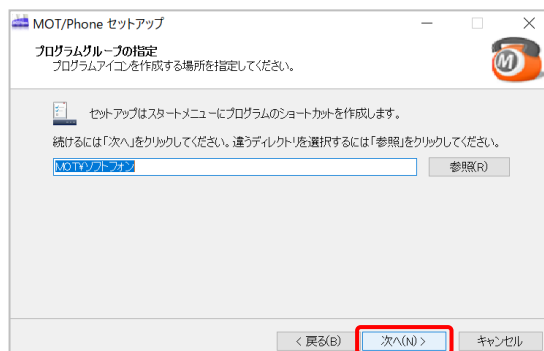 MOT/Phone セットアップ
プログラムグループの指定
プログラムアイコンを作成する場所を指定してください。
M
セットアップはスタートメニューにプログラムのショートカットを作成します。
続けるには「次へ」をクリックしてください。違うディレクトリを選択するには「参照」をクリックしてください。
MOT¥ソフトフォン 参照(R)
< 戻る(B) 次へ(N) > キャンセル